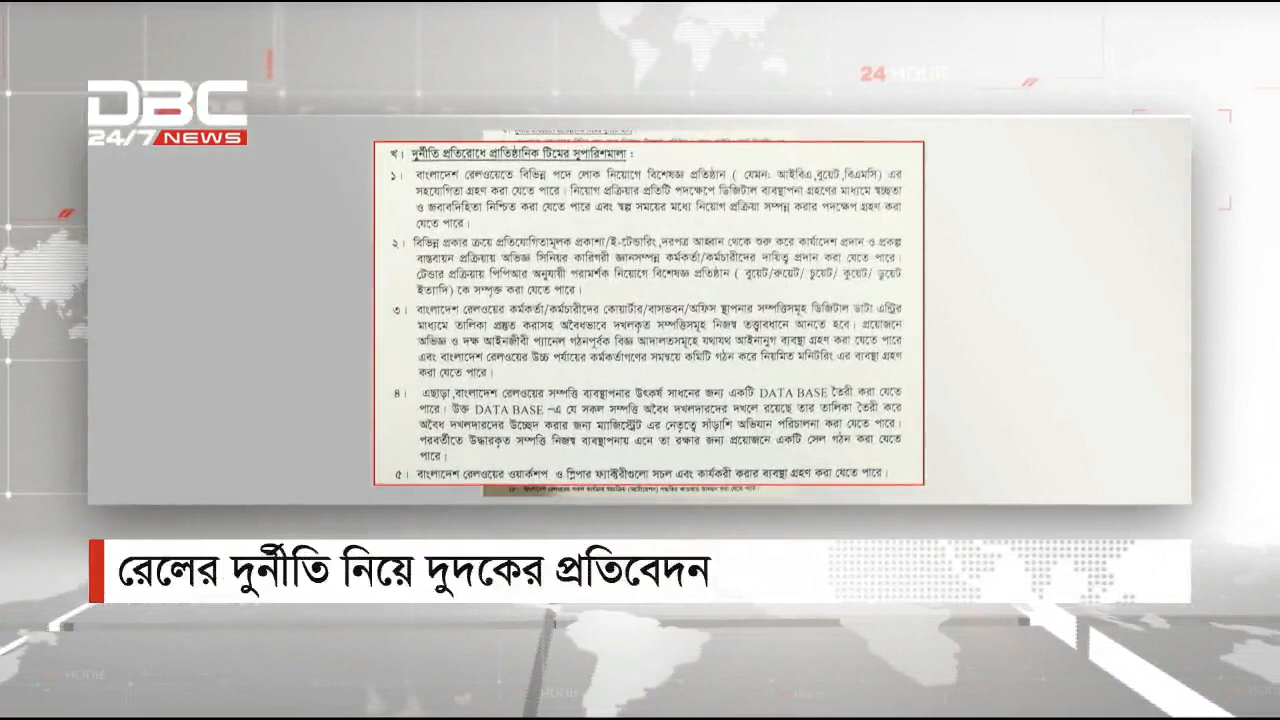 24 HOUR
DBC
24/7 NEWS
খ। দুর্নীতি প্রতিরোধে প্রাতিষ্ঠানিক টিমের সুপারিশমালা :
১। বাংলাদেশ রেলওয়েতে বিভিন্ন পদে লোক নিয়োগে বিশেষজ্ঞ প্রতিষ্ঠান ( যেমন: আইবিএ,বুয়েট,বিএমসি) এর
সহযোগিতা গ্রহণ করা যেতে পারে। নিয়োগ প্রক্রিয়ার প্রতিটি পদক্ষেপে ডিজিটাল ব্যবস্থাপনা গ্রহণের মাধ্যমে স্বচ্ছতা
ও জবাবদিহিতা নিশ্চিত করা যেতে পারে এবং স্বল্প সময়ের মধ্যে নিয়োগ প্রক্রিয়া সম্পন্ন করার পদক্ষেপ গ্রহণ করা
যেতে পারে।
২। বিভিন্ন প্রকার ক্রয়ে প্রতিযোগিতামূলক প্রকাশ্য/ই-টেন্ডারিং,দরপত্র আহ্বান থেকে শুরু করে কার্যাদেশ প্রদান ও প্রকল্প
বাস্তবায়ন প্রক্রিয়ায় অভিজ্ঞ সিনিয়র কারিগরী জ্ঞানসম্পন্ন কর্মকর্তা/কর্মচারীদের দায়িত্ব প্রদান করা যেতে পারে।
টেন্ডার প্রক্রিয়ায় পিপিআর অনুযায়ী পরামর্শক নিয়োগে বিশেষজ্ঞ প্রতিষ্ঠান ( বুয়েট/রুয়েট/ চুয়েট/ কুয়েট/ ডুয়েট
ইত্যাদি) কে সম্পৃক্ত করা যেতে পারে।
৩। বাংলাদেশ রেলওয়ের কর্মকর্তা/কর্মচারীদের কোয়ার্টার/বাসভবন/অফিস স্থাপনার সম্পত্তিসমূহ ডিজিটাল ডাটা এন্ট্রির
মাধ্যমে তালিকা প্রস্তুত করাসহ অবৈধভাবে দখলকৃত সম্পত্তিসমূহ নিজস্ব তত্ত্বাবধানে আনতে হবে। প্রয়োজনে
অভিজ্ঞ ও দক্ষ আইনজীবী প্যানেল গঠনপূর্বক বিজ্ঞ আদালতসমূহে যথাযথ আইনানুগ ব্যবস্থা গ্রহণ করা যেতে পারে
এবং বাংলাদেশ রেলওয়ের উচ্চ পর্যায়ের কর্মকর্তাগণের সমন্বয়ে কমিটি গঠন করে নিয়মিত মনিটরিং এর ব্যবস্থা গ্রহণ
করা যেতে পারে।
৪। এছাড়া,বাংলাদেশ রেলওয়ের সম্পত্তি ব্যবস্থাপনার উৎকর্ষ সাধনের জন্য একটি DATA BASE তৈরী করা যেতে
পারে। উক্ত DATA BASE –এ যে সকল সম্পত্তি অবৈধ দখলদারদের দখলে রয়েছে তার তালিকা তৈরী করে
অবৈধ দখলদারদের উচ্ছেদ করার জন্য ম্যাজিস্ট্রেট এর নেতৃত্বে সাঁড়াশি অভিযান পরিচালনা করা যেতে পারে।
পরবর্তীতে উদ্ধারকৃত সম্পত্তি নিজস্ব ব্যবস্থাপনায় এনে তা রক্ষার জন্য প্রয়োজনে একটি সেল গঠন করা যেতে
পারে।
৫। বাংলাদেশ রেলওয়ের ওয়ার্কশপ ও স্লিপার ফ্যাক্টরীগুলো সচল এবং কার্যকরী করার ব্যবস্থা গ্রহণ করা যেতে পারে।
রেলের দুর্নীতি নিয়ে দুদকের প্রতিবেদন